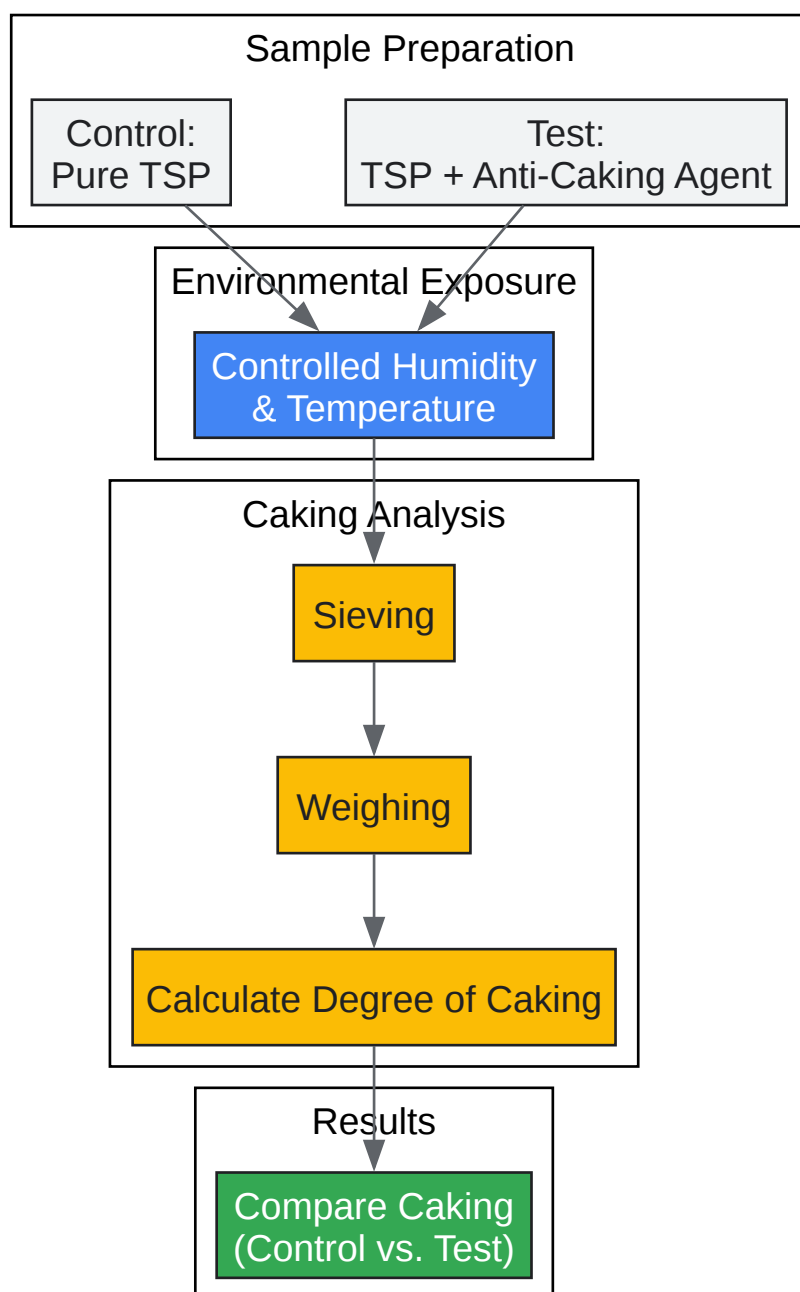 Sample Preparation
Control:
Pure TSP
Test:
TSP + Anti-Caking Agent
Environmental Exposure
Controlled Humidity
& Temperature
Caking Analysis
Sieving
Weighing
Calculate Degree of Caking
Results
Compare Caking
(Control vs. Test)